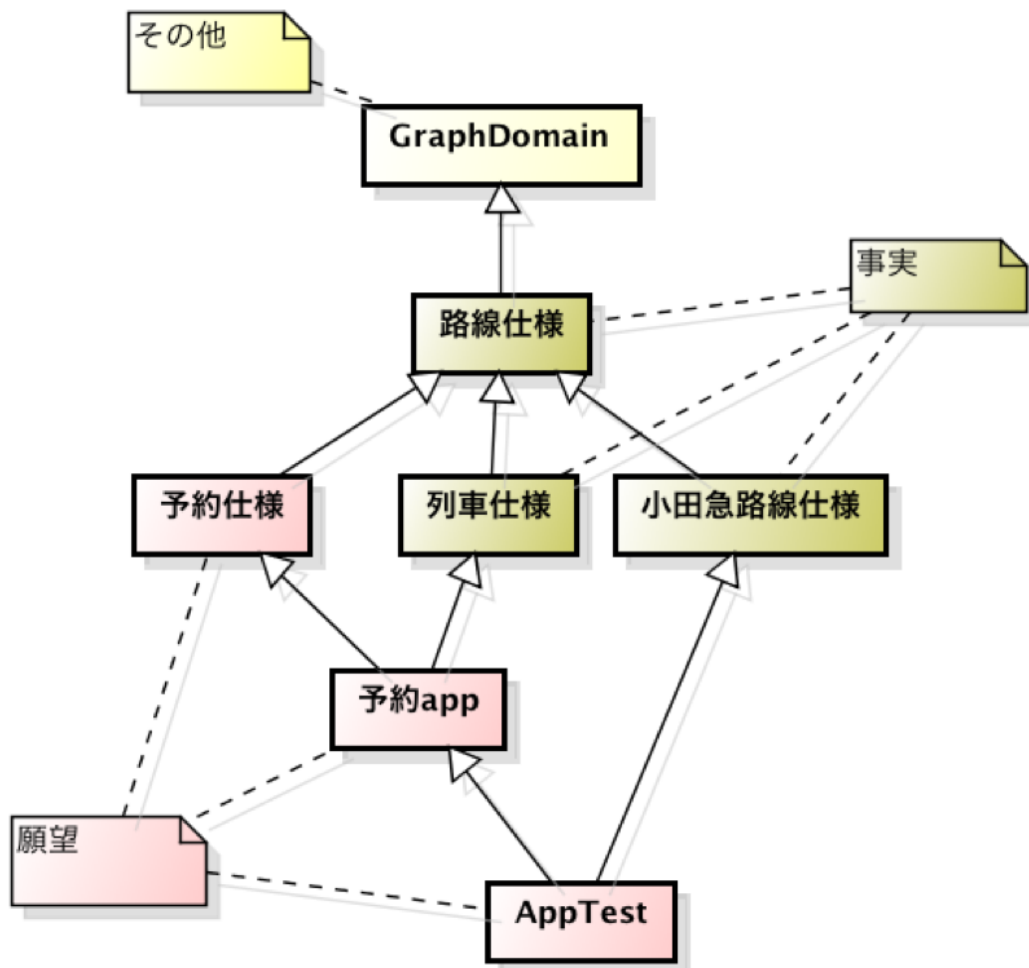 その他
GraphDomain
事実
路線仕様
予約仕様
列車仕様
小田急路線仕様
予約app
願望
AppTest